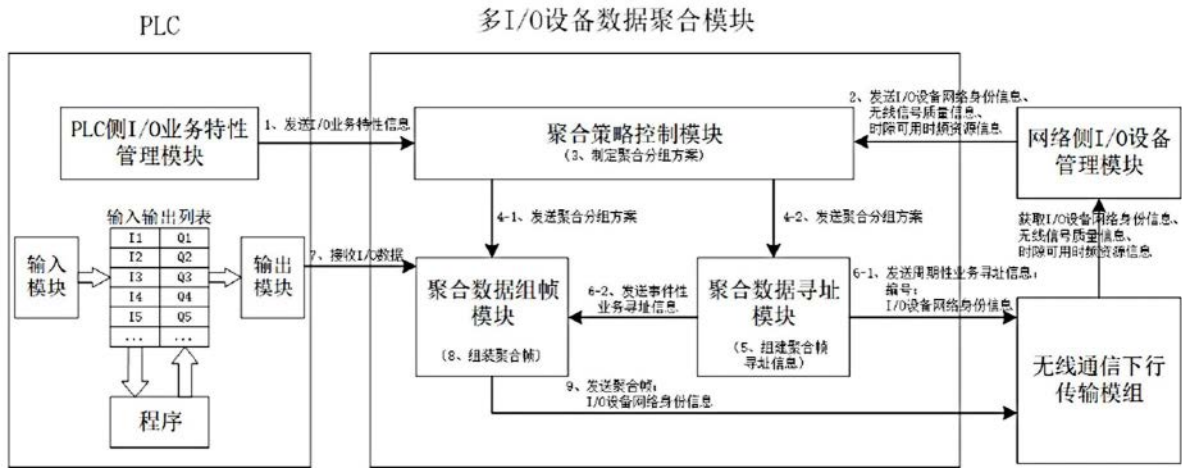 PLC
多I/O设备数据聚合模块
PLC侧I/O业务特性
管理模块
1、发送I/O业务特性信息
聚合策略控制模块
(3、制定聚合分组方案)
2、发送I/O设备网络身份信息、
无线信号质量信息、
时隙可用时频资源信息
网络侧I/O设备
管理模块
4-1、发送聚合分组方案
4-2、发送聚合分组方案
获取I/O设备网络身份信息、
无线信号质量信息、
时隙可用时频资源信息
输入输出列表
I1 Q1
I2 Q2
I3 Q3
I4 Q4
I5 Q5
... ...
输入
模块
输出
模块
程序
7、接收I/O数据
聚合数据组帧
模块
(8、组装聚合帧)
6-2、发送事件性
业务寻址信息
聚合数据寻址
模块
(5、组建聚合帧
寻址信息)
6-1、发送周期性业务寻址信息;
编号;
I/O设备网络身份信息
9、发送聚合帧;
I/O设备网络身份信息
无线通信下行
传输模组